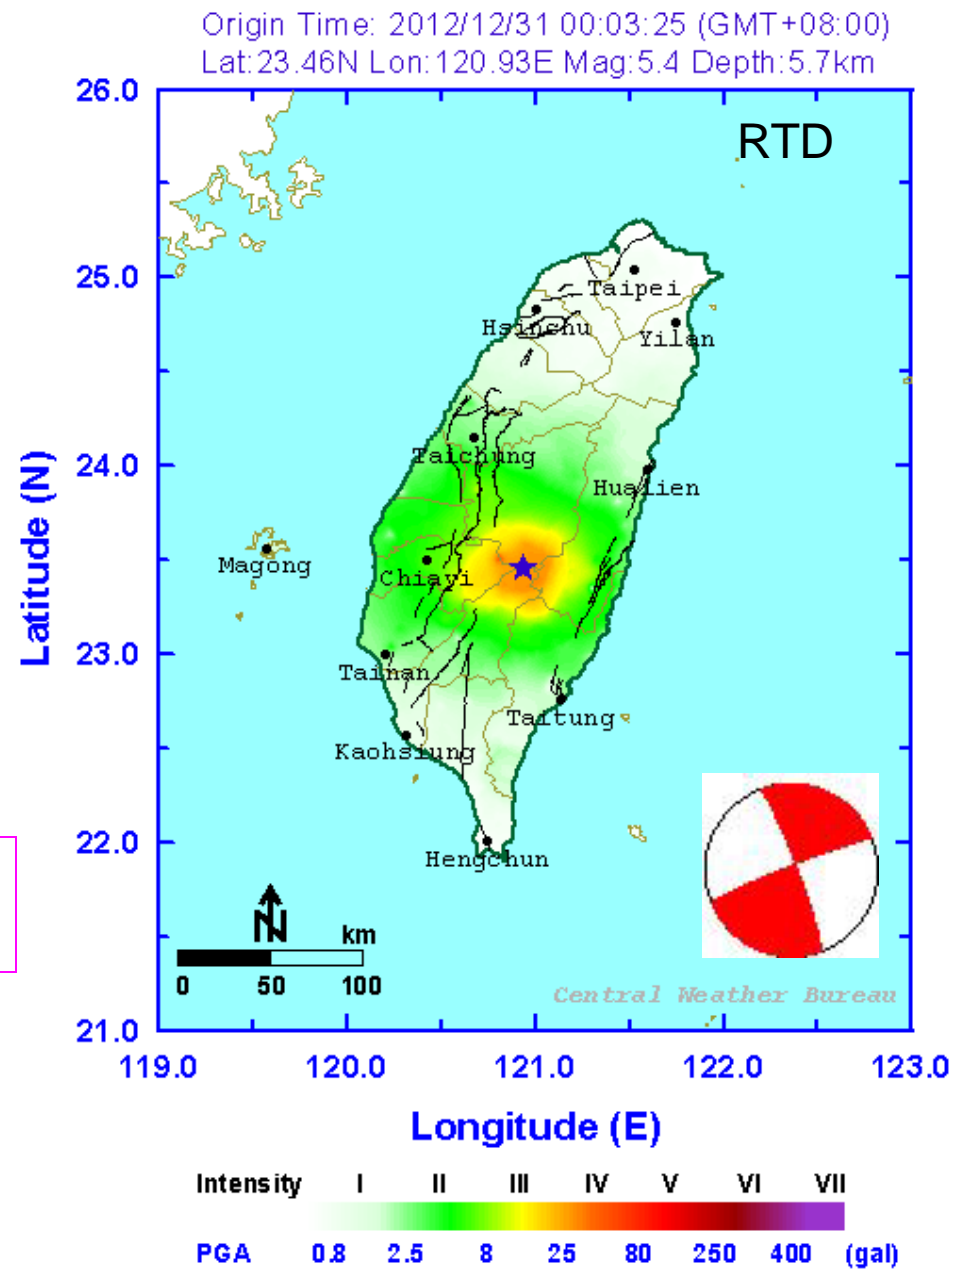 Origin Time: 2012/12/31 00:03:25 (GMT+08:00)
Lat:23.46N Lon:120.93E Mag:5.4 Depth:5.7km
26.0
RTD
25.0
Taipei
Hsinchu
Yilan
Taichung
24.0
Hualien
Magong
Chiayi
Latitude (N)
23.0
Tainan
Taitung
Kaohsiung
22.0
Hengchun
N
km
0 50 100
Central Weather Bureau
21.0
119.0 120.0 121.0 122.0 123.0
Longitude (E)
Intensity I II III IV V VI VII
PGA 0.8 2.5 8 25 80 250 400 (gal)